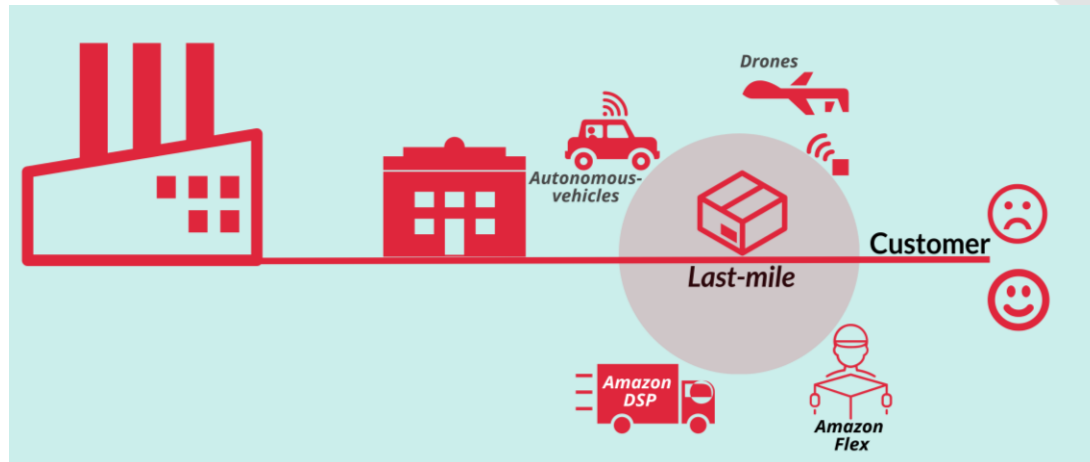 Drones
Autonomous-
vehicles
Customer
Last-mile
Amazon
DSP
Amazon
Flex